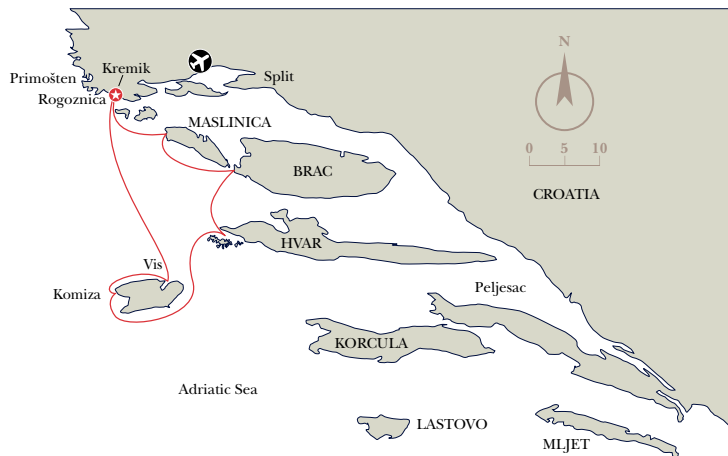 Kremik
Primošten
Split
Rogoznica
N
MASLINICA
0 5 10
BRAC
CROATIA
HVAR
Vis
Komiza
Peljesac
KORCULA
Adriatic Sea
LASTOVO
MLJET